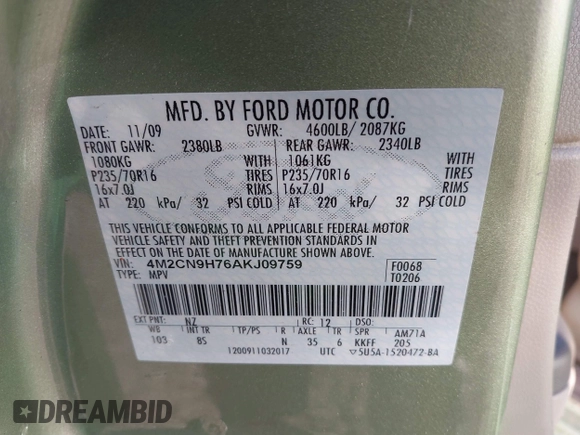 MFD. BY FORD MOTOR CO.
DATE: 11/09 GVWR: 4600LB/ 2087KG
FRONT GAWR: 2380LB REAR GAWR: 2340LB
1080KG WITH 1061KG WITH
P235/70R16 TIRES P235/70R16 TIRES
16x7.0J RIMS 16x7.0J RIMS
AT 220 kPa/ 32 PSI COLD AT 220 kPa/ 32 PSI COLD
THIS VEHICLE CONFORMS TO ALL APPLICABLE FEDERAL MOTOR
VEHICLE SAFETY AND THEFT PREVENTION STANDARDS IN
EFFECT ON THE DATE OF MANUFACTURE SHOWN ABOVE.
VIN: 4M2CN9H76AKJ09759 F0068
TYPE: MPV T0206
EXT PNT: NZ RC: 12 DSO:
WB INT TR TP/PS R AXLE TR AM71A
103 8S N 35 6 KKFF 205
1200911032017 UTC 5U5A-1520472-BA
DREAMBID